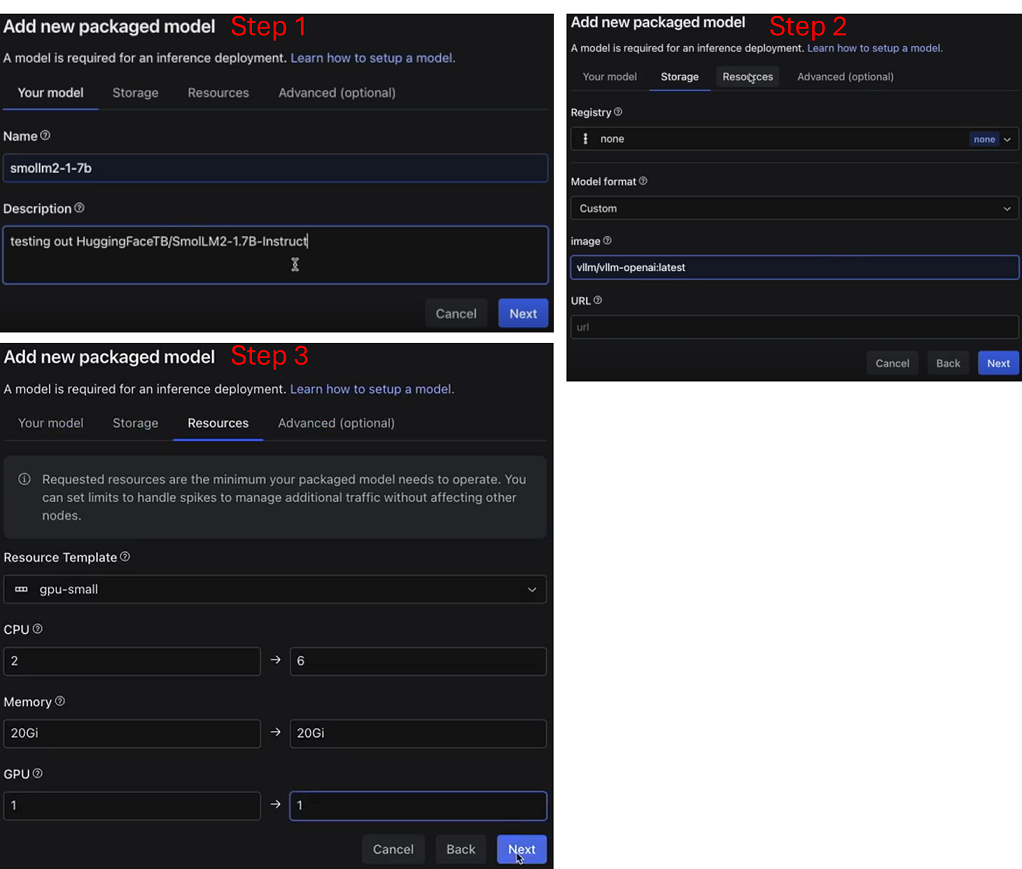 Add new packaged model Step 1
A model is required for an inference deployment. Learn how to setup a model.
Your model Storage Resources Advanced (optional)
Name
smollm2-1-7b
Description
testing out HuggingFaceTB/SmolLM2-1.7B-Instruct
Cancel Next
Add new packaged model Step 2
A model is required for an inference deployment. Learn how to setup a model.
Your model Storage Resources Advanced (optional)
Registry
none none
Model format
Custom
image
vllm/vllm-openai:latest
URL
url
Cancel Back Next
Add new packaged model Step 3
A model is required for an inference deployment. Learn how to setup a model.
Your model Storage Resources Advanced (optional)
Requested resources are the minimum your packaged model needs to operate. You
can set limits to handle spikes to manage additional traffic without affecting other
nodes.
Resource Template
gpu-small
CPU
2 → 6
Memory
20Gi → 20Gi
GPU
1 → 1
Cancel Back Next